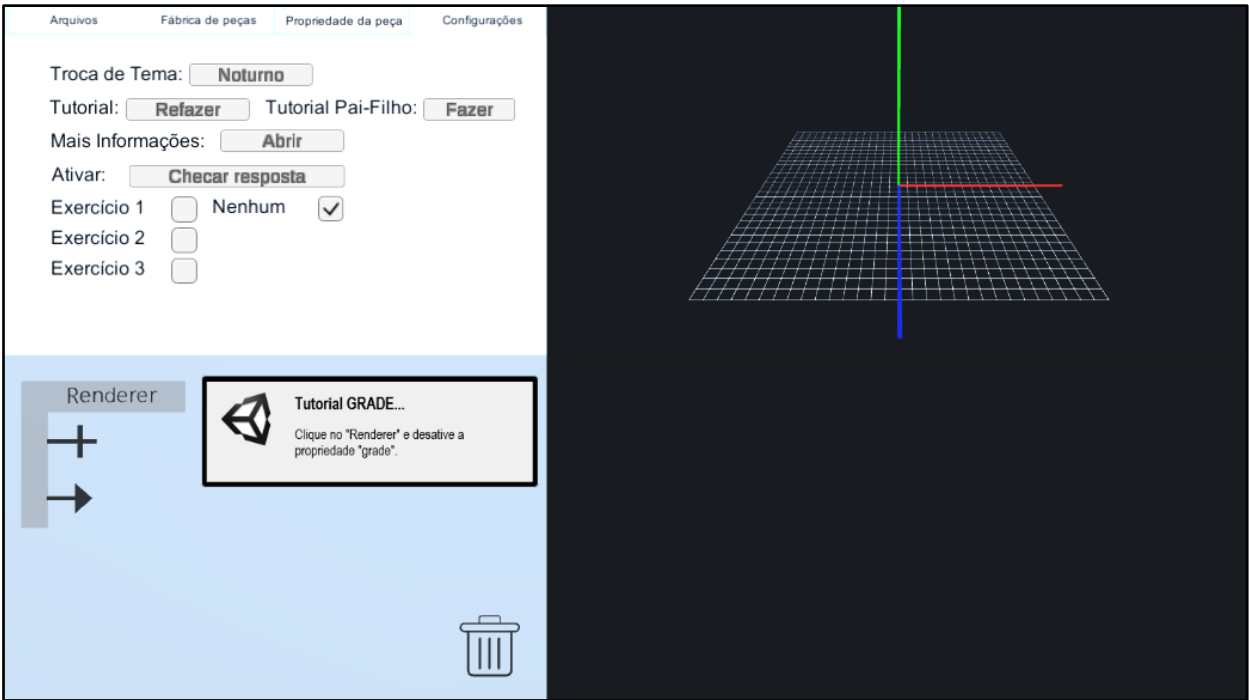 Arquivos Fábrica de peças Propriedade da peça Configurações
Troca de Tema: Noturno
Tutorial: Refazer Tutorial Pai-Filho: Fazer
Mais Informações: Abrir
Ativar: Checar resposta
Exercício 1 Nenhum
Exercício 2
Exercício 3
Renderer
Tutorial GRADE...
Clique no "Renderer" e desative a
propriedade "grade".